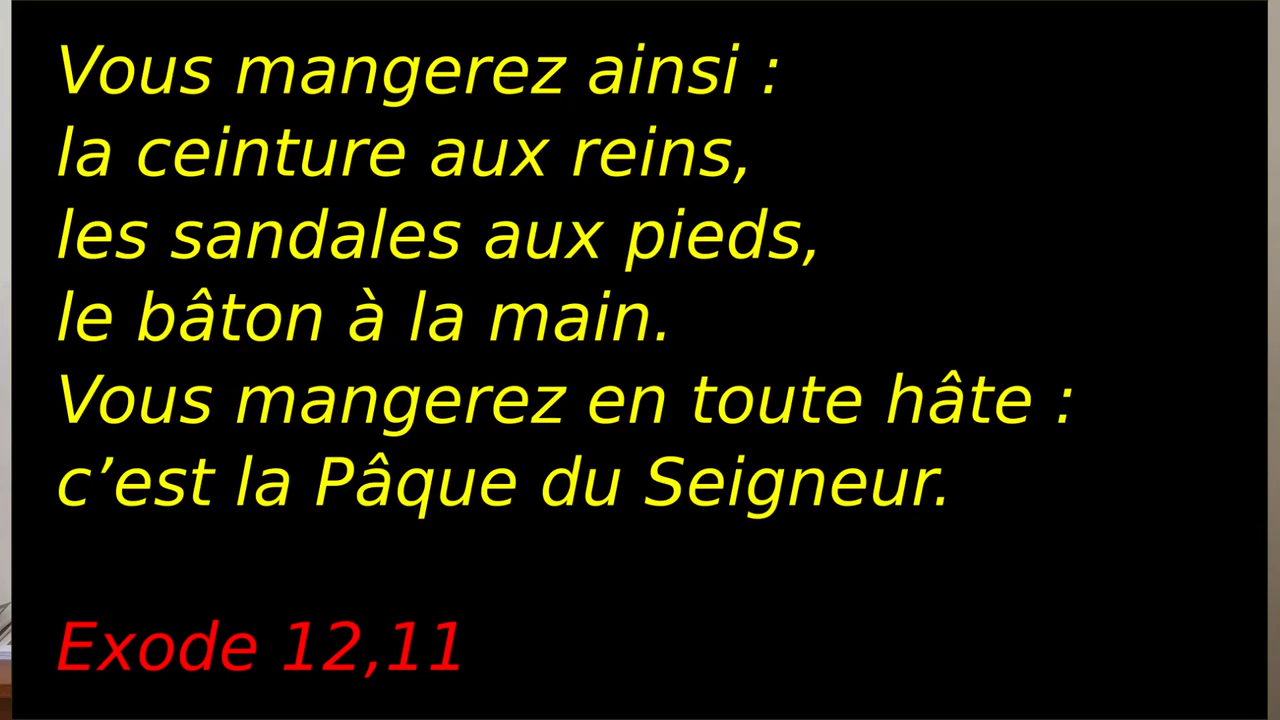 Vous mangerez ainsi :
la ceinture aux reins,
les sandales aux pieds,
le bâton à la main.
Vous mangerez en toute hâte :
c’est la Pâque du Seigneur.
Exode 12,11